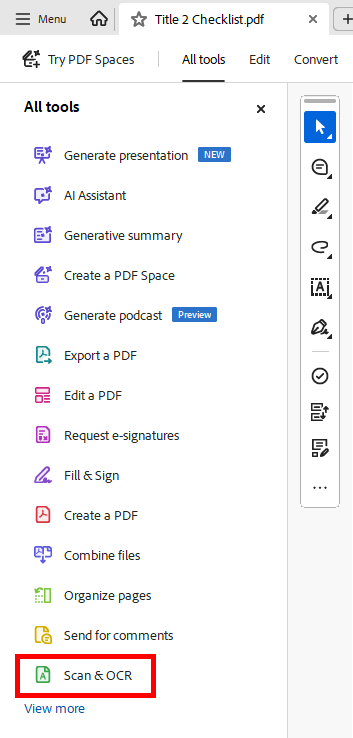 Menu
Title 2 Checklist.pdf
Try PDF Spaces
All tools
Edit
Convert
All tools
Generate presentation NEW
AI Assistant
Generative summary
Create a PDF Space
Generate podcast Preview
Export a PDF
Edit a PDF
Request e-signatures
Fill & Sign
Create a PDF
Combine files
Organize pages
Send for comments
Scan & OCR
View more